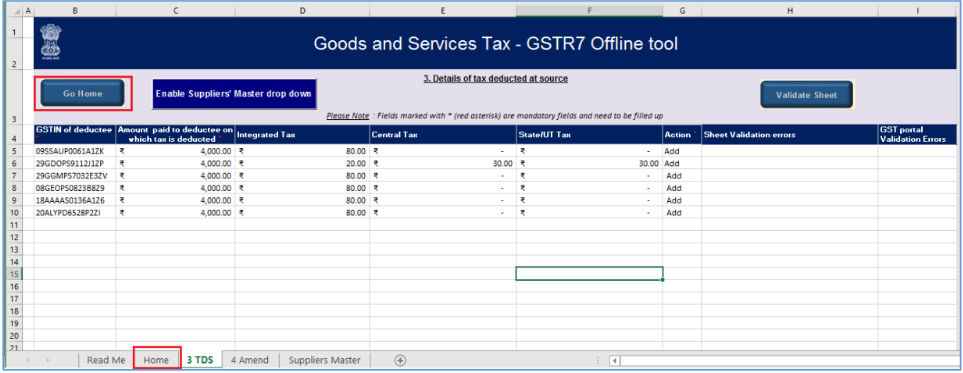 A B C D E F G H I
1
Goods and Services Tax - GSTR7 Offline tool
2
3. Details of tax deducted at source
Go Home Enable Suppliers' Master drop down Validate Sheet
3 Please Note : Fields marked with * (red asterisk) are mandatory fields and need to be filled up
4 GSTIN of deductee * Amount paid to deductee on which tax is deducted * Integrated Tax Central Tax State/UT Tax Action * Sheet Validation errors GST portal Validation Errors
5 09SSAUP0061A1ZK ₹ 4,000.00 ₹ 80.00 ₹ - ₹ - Add
6 29GDOPS9112J1ZP ₹ 4,000.00 ₹ 20.00 ₹ 30.00 ₹ 30.00 Add
7 29GGMPS7032E3ZV ₹ 4,000.00 ₹ 80.00 ₹ - ₹ - Add
8 08GEOPS0823B8Z9 ₹ 4,000.00 ₹ 80.00 ₹ - ₹ - Add
9 18AAAAS0136A1Z6 ₹ 4,000.00 ₹ 80.00 ₹ - ₹ - Add
10 20ALYPD6528P2ZI ₹ 4,000.00 ₹ 80.00 ₹ - ₹ - Add
11
12
13
14
15
16
17
18
19
20
21
Read Me Home 3 TDS 4 Amend Suppliers Master